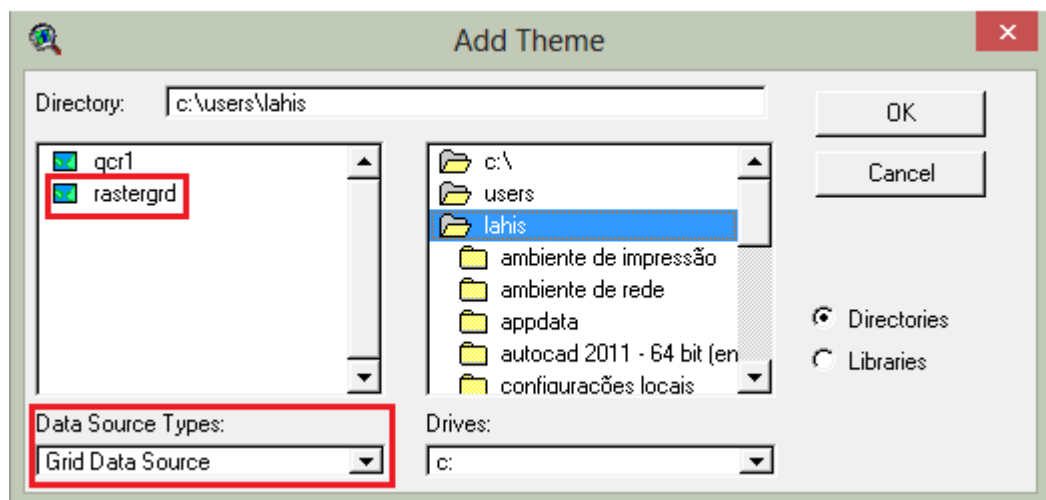 Add Theme
Directory: c:\users\lahis
OK
Cancel
qcr1
rastergrd
c:\
users
lahis
ambiente de impressão
ambiente de rede
appdata
autocad 2011 - 64 bit (en
configurações locais
Directories
Libraries
Data Source Types:
Grid Data Source
Drives:
c: